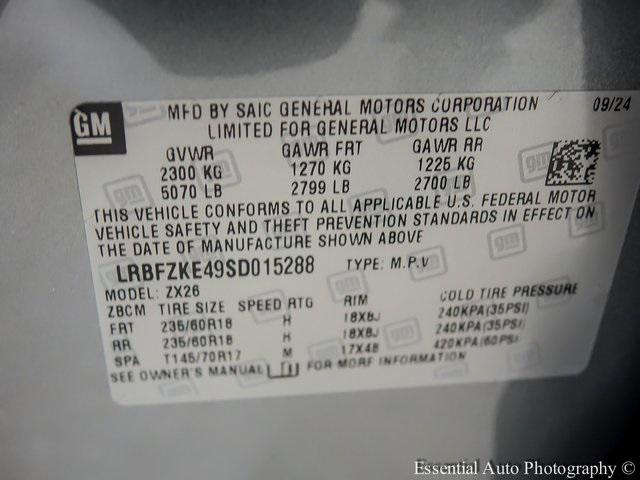 GM
MFD BY SAIC GENERAL MOTORS CORPORATION 09/24
LIMITED FOR GENERAL MOTORS LLC
GVWR GAWR FRT GAWR RR
2300 KG 1270 KG 1225 KG
5070 LB 2799 LB 2700 LB
THIS VEHICLE CONFORMS TO ALL APPLICABLE U.S. FEDERAL MOTOR
VEHICLE SAFETY AND THEFT PREVENTION STANDARDS IN EFFECT ON
THE DATE OF MANUFACTURE SHOWN ABOVE
LRBFZKE49SD015288 TYPE: M.P.V
MODEL: ZX26
ZBCM TIRE SIZE SPEED RTG RIM COLD TIRE PRESSURE
FRT 235/60R18 H 18X8J 240KPA(35PSI)
RR 235/60R18 H 18X8J 240KPA(35PSI)
SPA T145/70R17 M 17X4B 420KPA(60PSI)
SEE OWNER'S MANUAL FOR MORE INFORMATION
Essential Auto Photography ©